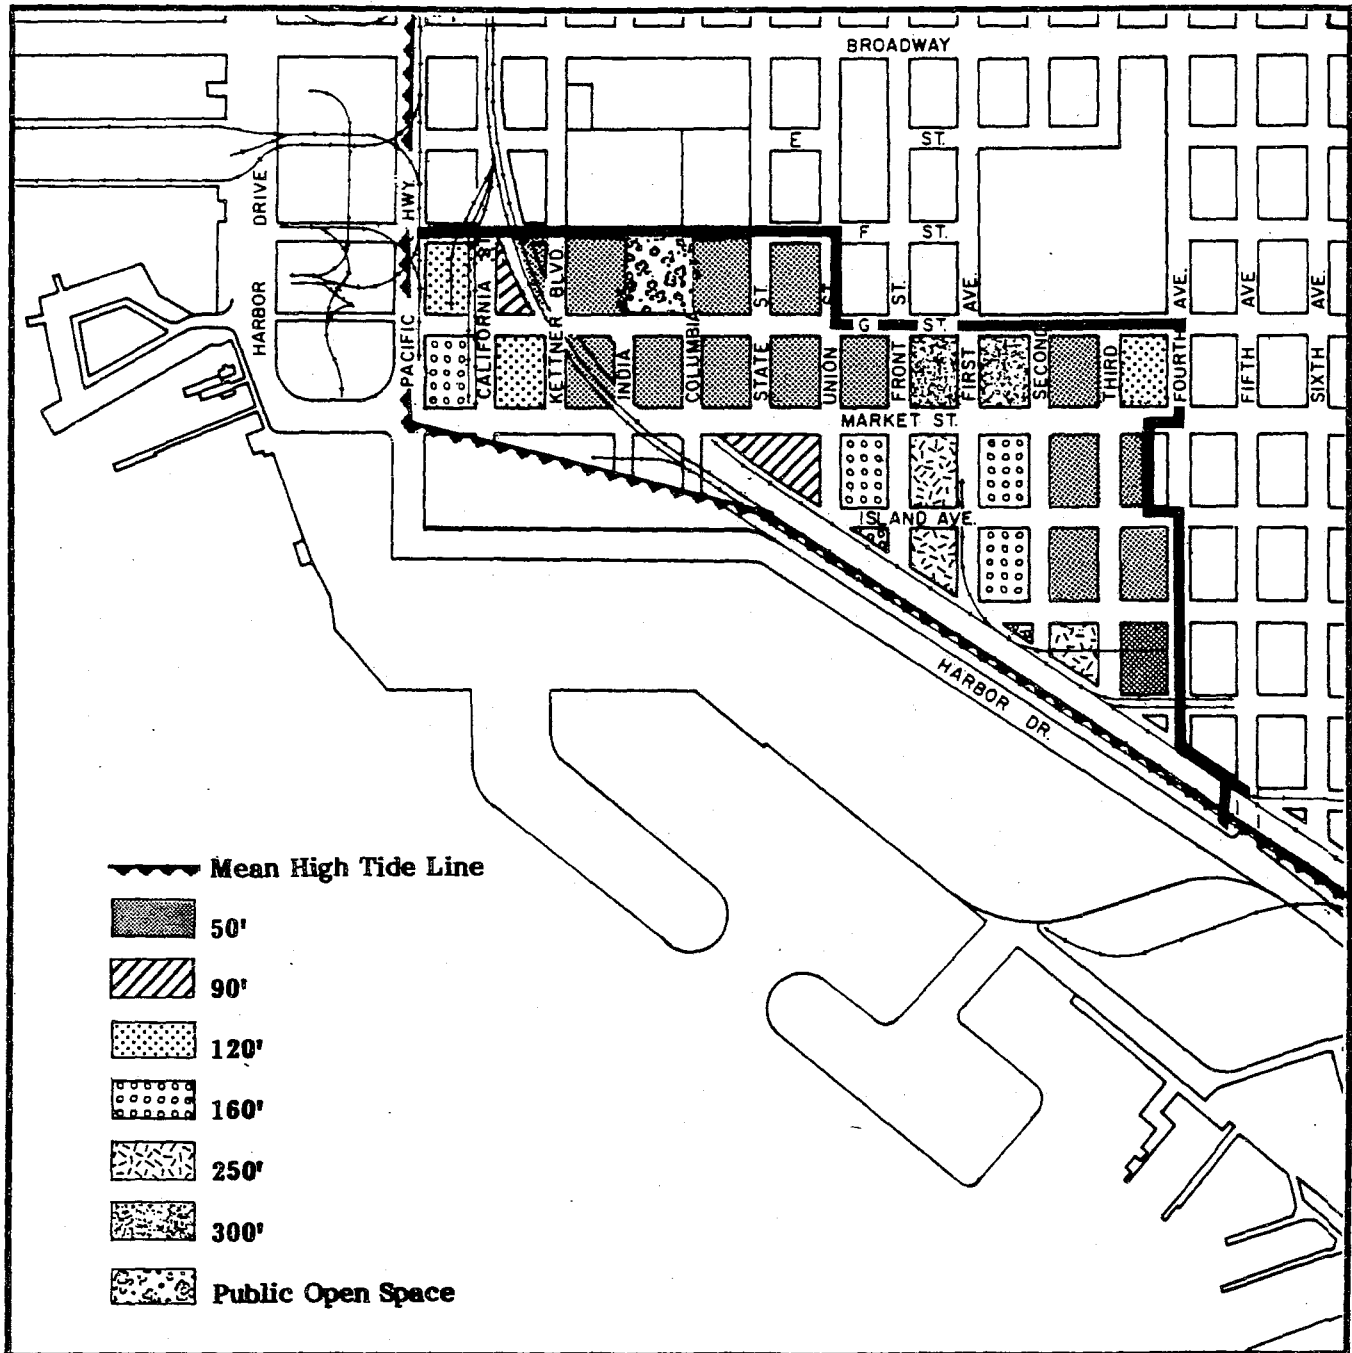 BROADWAY
E ST.
F ST.
G ST.
MARKET ST.
ISLAND AVE.
HARBOR DRIVE
PACIFIC HWY.
CALIFORNIA ST.
KETTNER BLVD.
INDIA
COLUMBIA
STATE ST.
UNION ST.
FRONT ST.
FIRST AVE.
SECOND
THIRD
FOURTH AVE.
FIFTH AVE
SIXTH AVE.
HARBOR DR.
Mean High Tide Line
50'
90'
120'
160'
250'
300'
Public Open Space